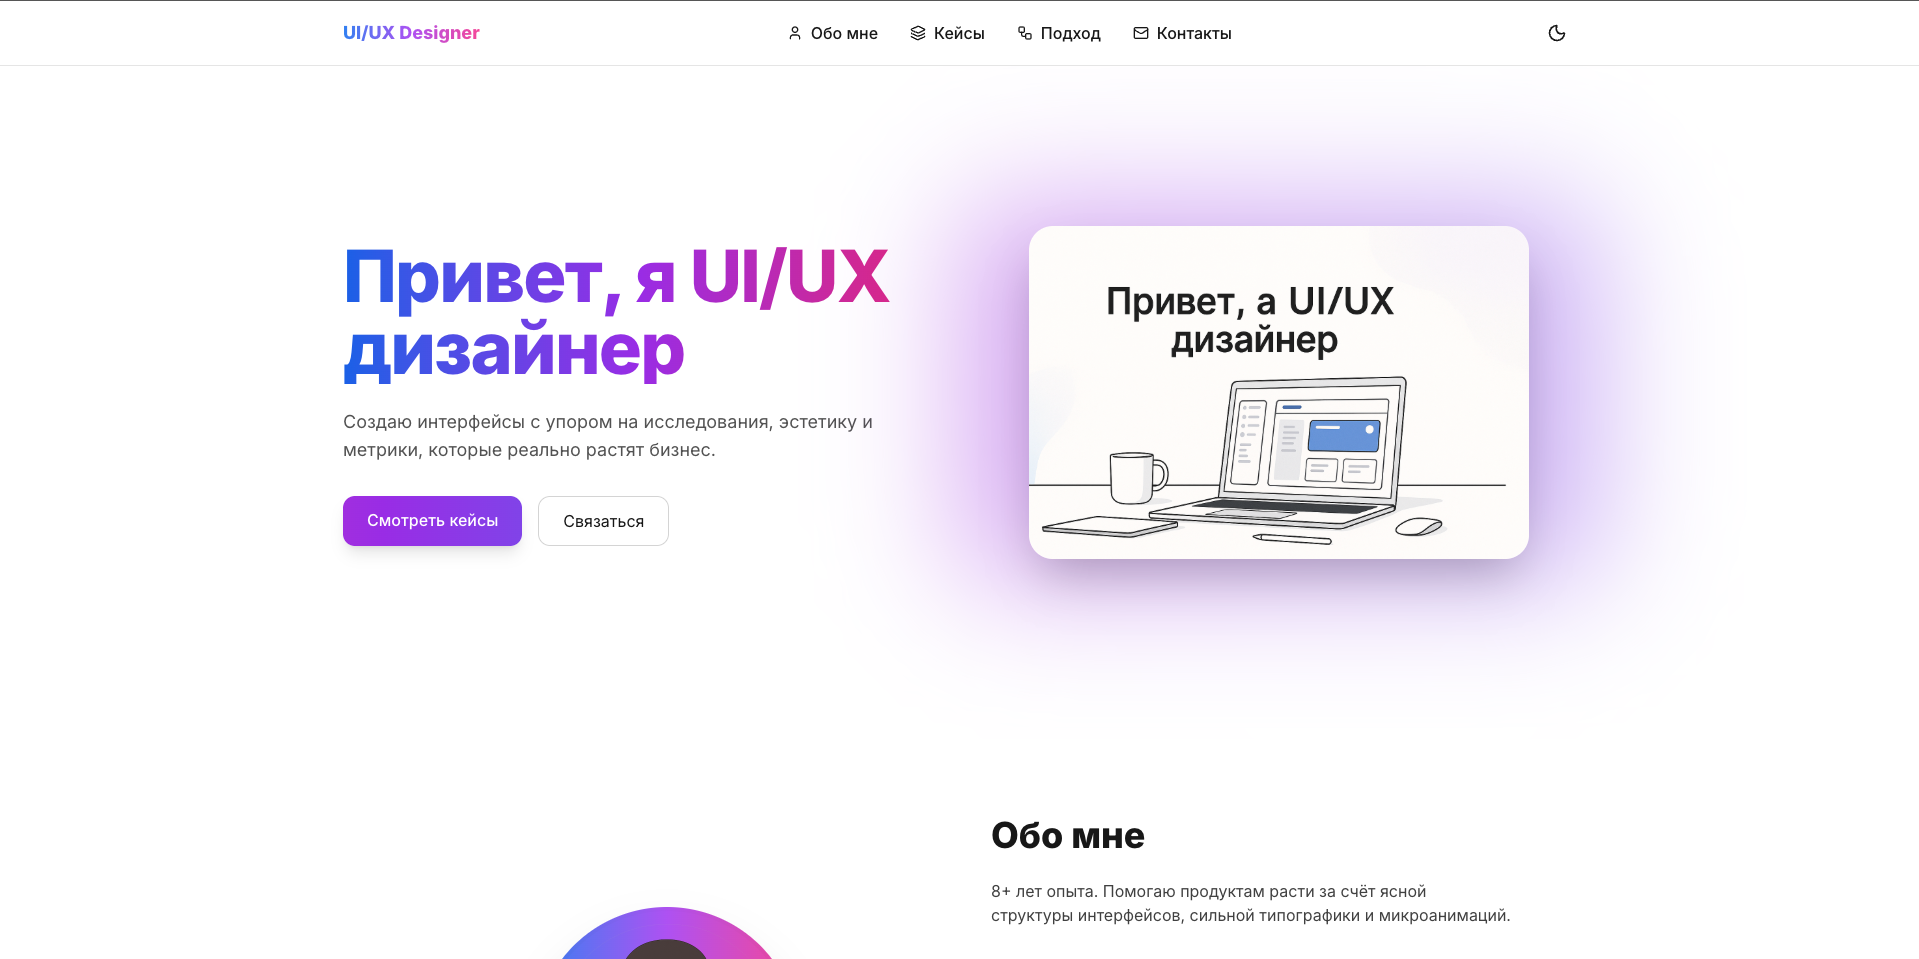 UI/UX Designer
Обо мне
Кейсы
Подход
Контакты
Привет, я UI/UX
дизайнер
Создаю интерфейсы с упором на исследования, эстетику и
метрики, которые реально растят бизнес.
Смотреть кейсы
Связаться
Привет, а UI/UX
дизайнер
Обо мне
8+ лет опыта. Помогаю продуктам расти за счёт ясной
структуры интерфейсов, сильной типографики и микроанимаций.